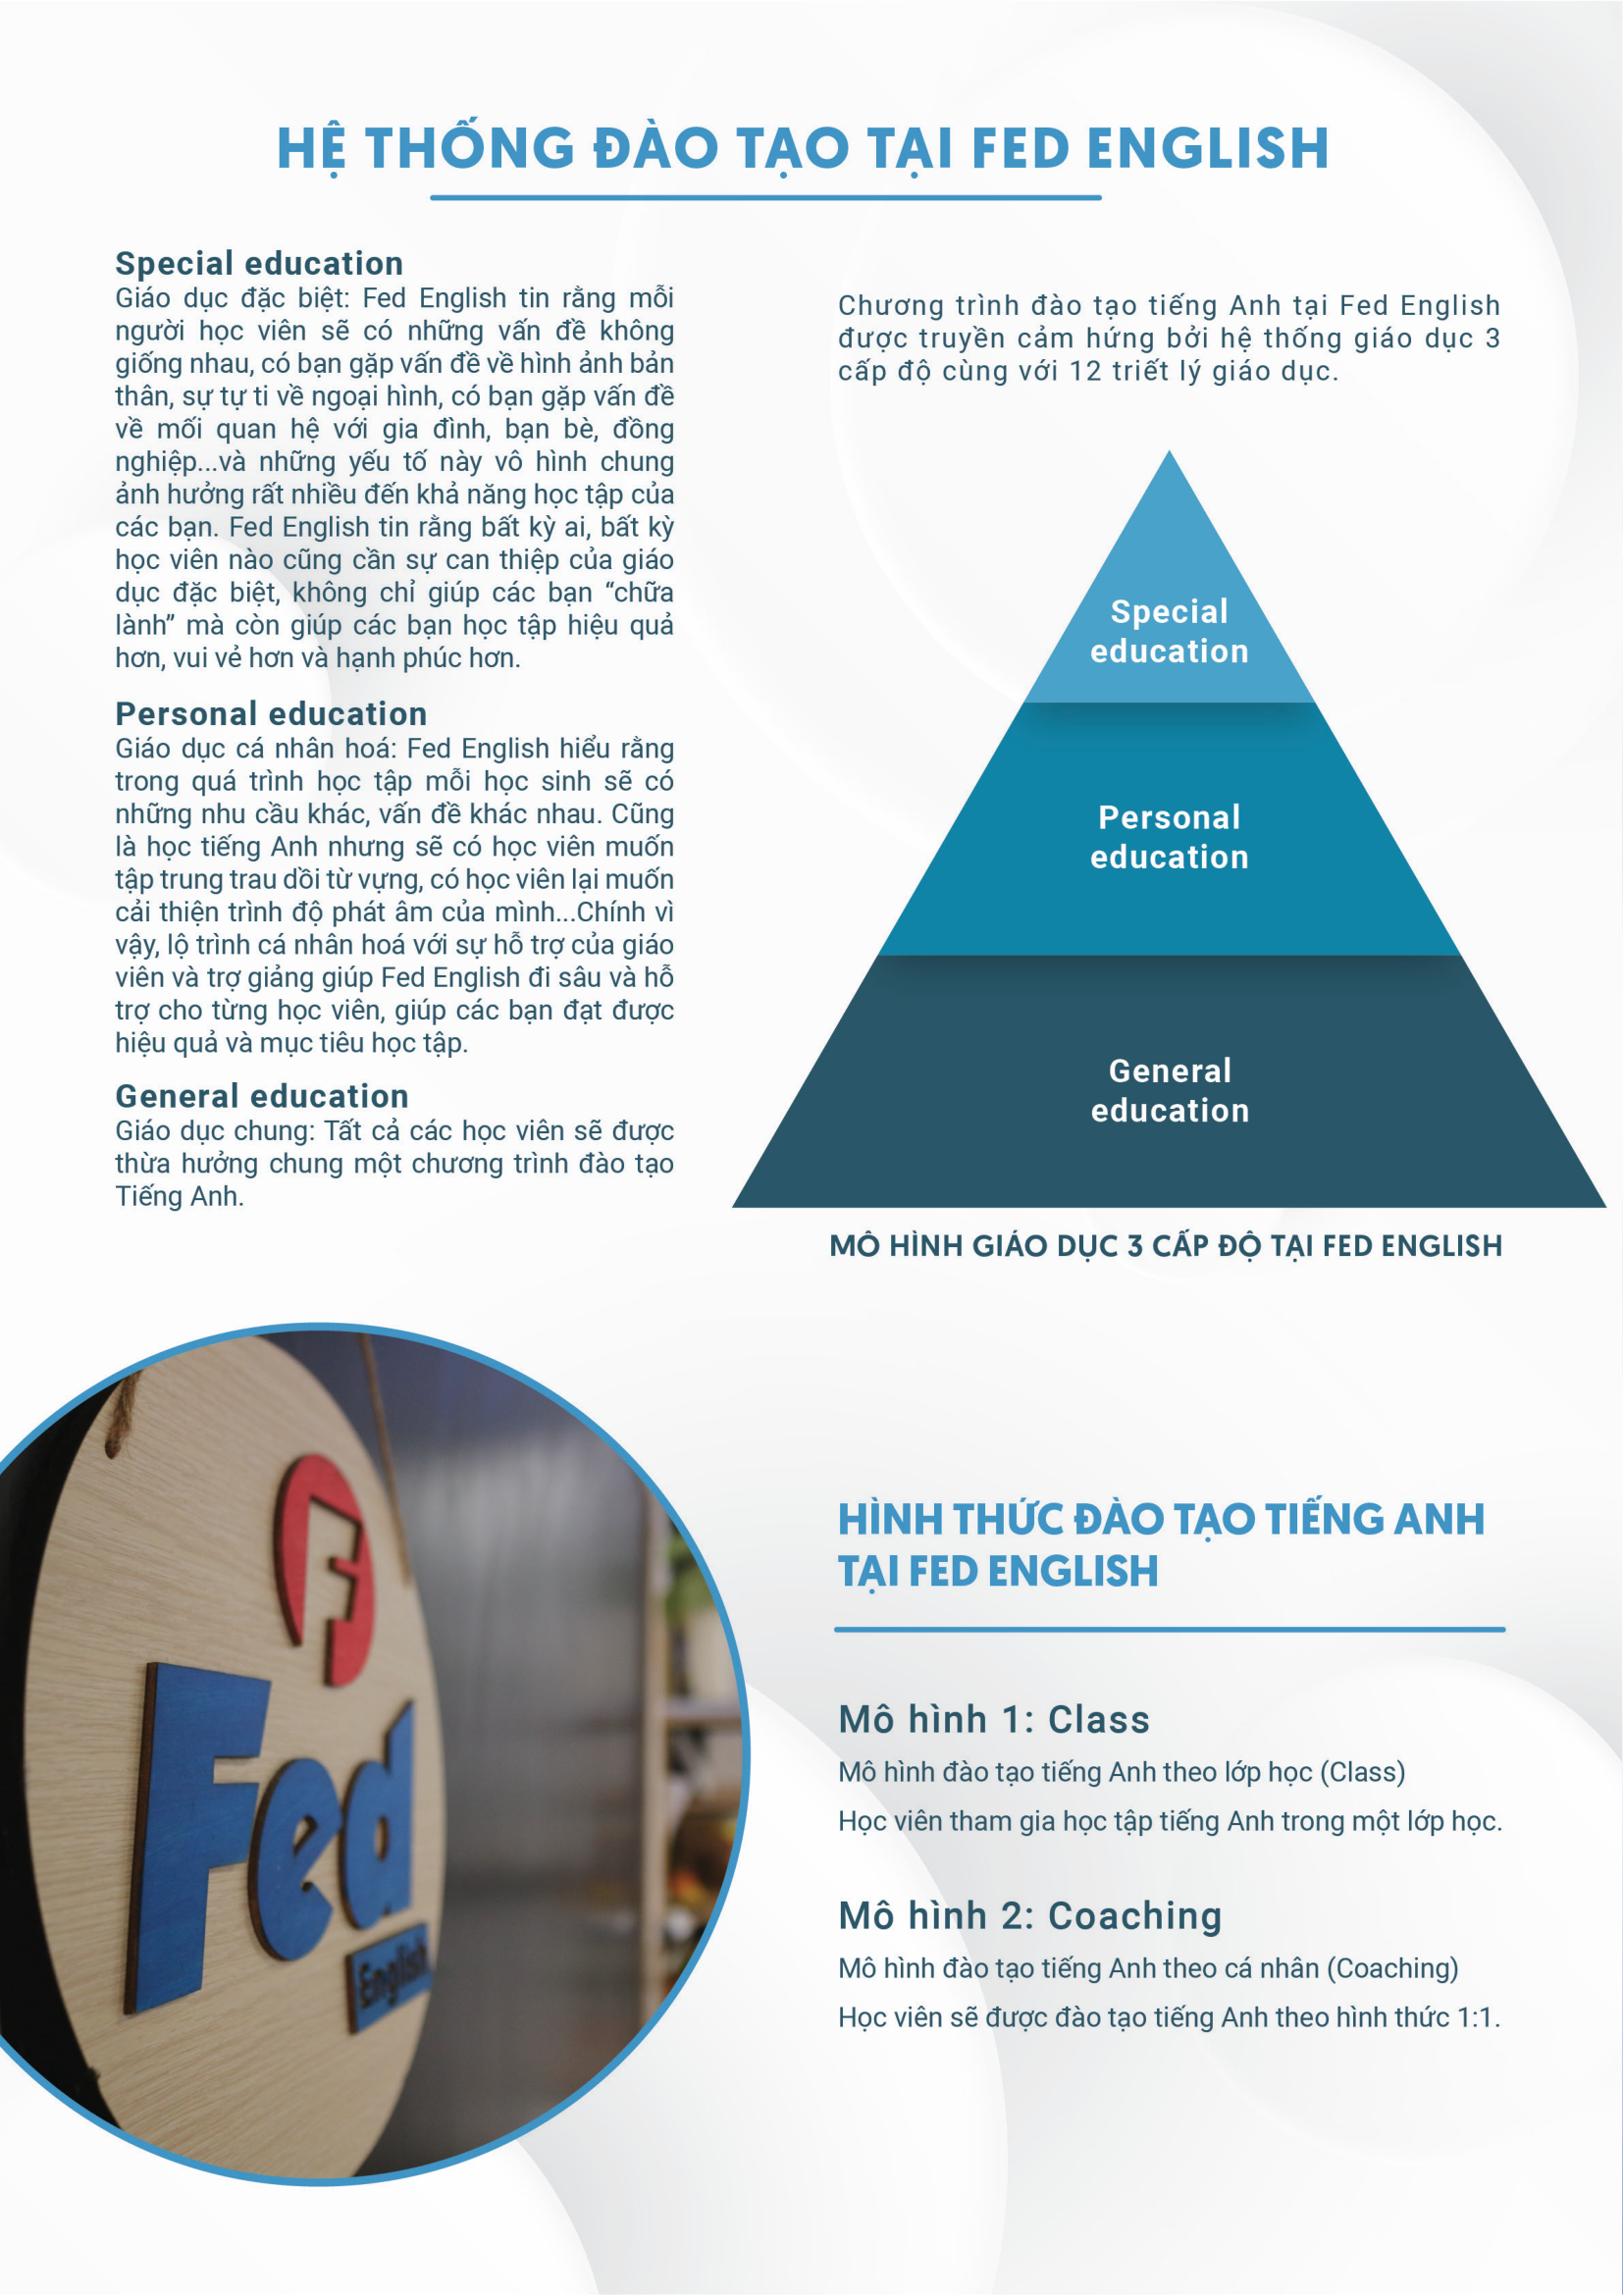 HỆ THỐNG ĐÀO TẠO TẠI FED ENGLISH
Special education
Giáo dục đặc biệt: Fed English tin rằng mỗi
người học viên sẽ có những vấn đề không
giống nhau, có bạn gặp vấn đề về hình ảnh bản
thân, sự tự ti về ngoại hình, có bạn gặp vấn đề
về mối quan hệ với gia đình, bạn bè, đồng
nghiệp...và những yếu tố này vô hình chung
ảnh hưởng rất nhiều đến khả năng học tập của
các bạn. Fed English tin rằng bất kỳ ai, bất kỳ
học viên nào cũng cần sự can thiệp của giáo
dục đặc biệt, không chỉ giúp các bạn “chữa
lành” mà còn giúp các bạn học tập hiệu quả
hơn, vui vẻ hơn và hạnh phúc hơn.
Personal education
Giáo dục cá nhân hoá: Fed English hiểu rằng
trong quá trình học tập mỗi học sinh sẽ có
những nhu cầu khác, vấn đề khác nhau. Cũng
là học tiếng Anh nhưng sẽ có học viên muốn
tập trung trau dồi từ vựng, có học viên lại muốn
cải thiện trình độ phát âm của mình...Chính vì
vậy, lộ trình cá nhân hoá với sự hỗ trợ của giáo
viên và trợ giảng giúp Fed English đi sâu và hỗ
trợ cho từng học viên, giúp các bạn đạt được
hiệu quả và mục tiêu học tập.
General education
Giáo dục chung: Tất cả các học viên sẽ được
thừa hưởng chung một chương trình đào tạo
Tiếng Anh.
Chương trình đào tạo tiếng Anh tại Fed English
được truyền cảm hứng bởi hệ thống giáo dục 3
cấp độ cùng với 12 triết lý giáo dục.
Special
education
Personal
education
General
education
MÔ HÌNH GIÁO DỤC 3 CẤP ĐỘ TẠI FED ENGLISH
F
Fed
English
HÌNH THỨC ĐÀO TẠO TIẾNG ANH
TẠI FED ENGLISH
Mô hình 1: Class
Mô hình đào tạo tiếng Anh theo lớp học (Class)
Học viên tham gia học tập tiếng Anh trong một lớp học.
Mô hình 2: Coaching
Mô hình đào tạo tiếng Anh theo cá nhân (Coaching)
Học viên sẽ được đào tạo tiếng Anh theo hình thức 1:1.